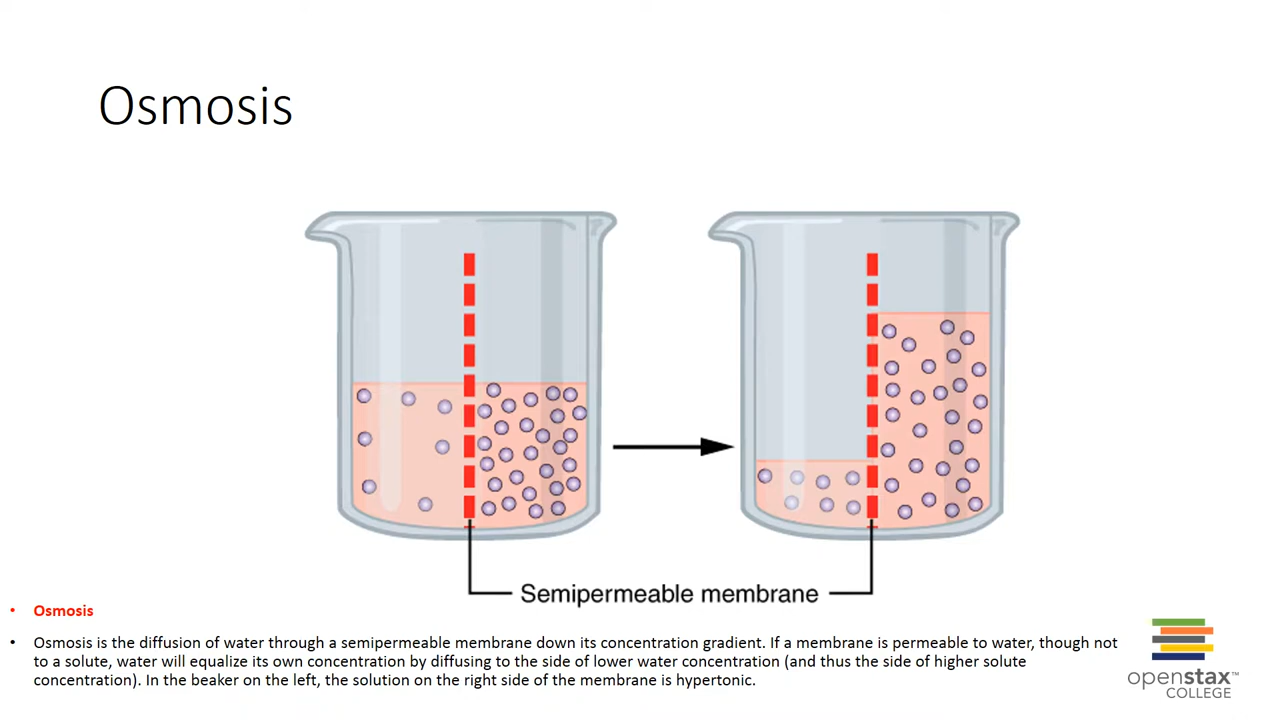 Osmosis
Semipermeable membrane
• Osmosis
• Osmosis is the diffusion of water through a semipermeable membrane down its concentration gradient. If a membrane is permeable to water, though not
to a solute, water will equalize its own concentration by diffusing to the side of lower water concentration (and thus the side of higher solute
concentration). In the beaker on the left, the solution on the right side of the membrane is hypertonic.
openstax
COLLEGE